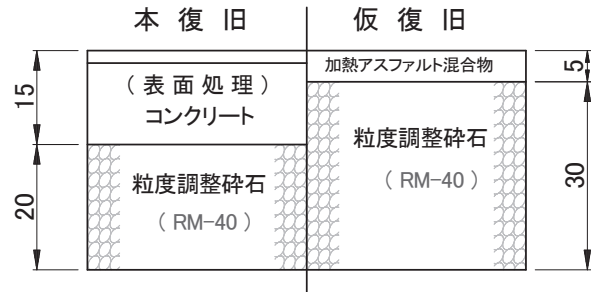 本復旧 仮復旧
加熱アスファルト混合物
5
15
（表面処理）
コンクリート
粒度調整砕石
（RM-40）
30
粒度調整砕石
（RM-40）
20